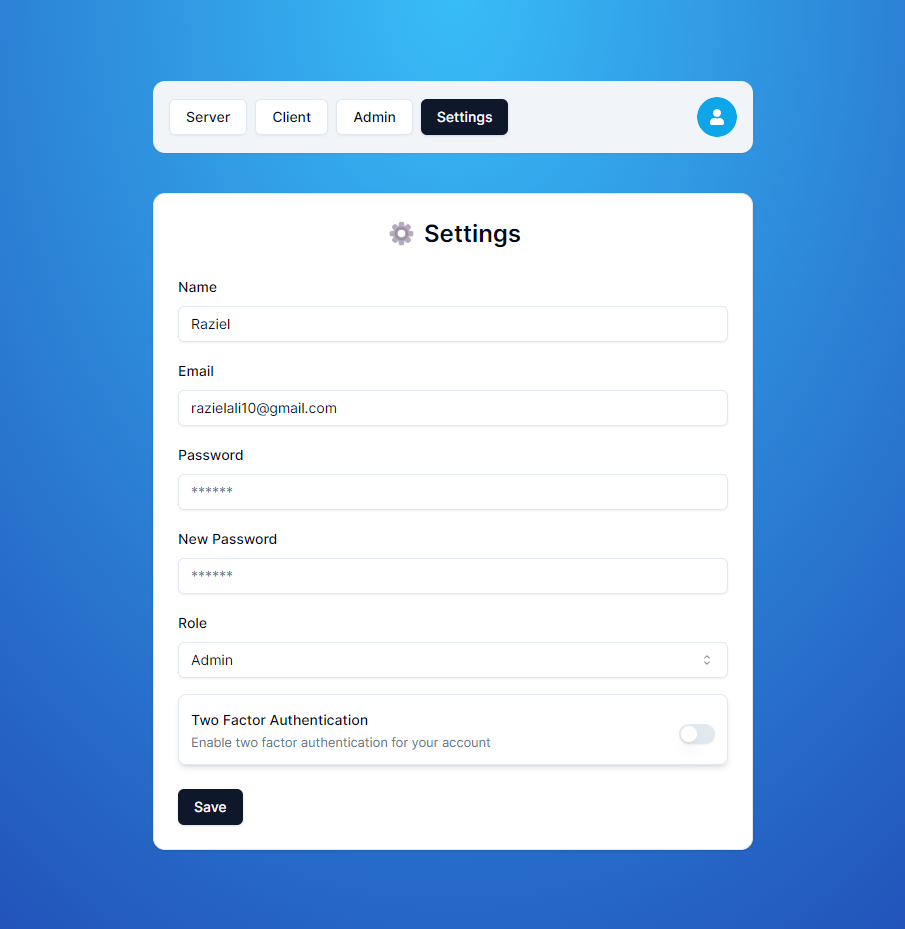 Server Client Admin Settings
Settings
Name
Raziel
Email
razielali10@gmail.com
Password
******
New Password
******
Role
Admin
Two Factor Authentication
Enable two factor authentication for your account
Save